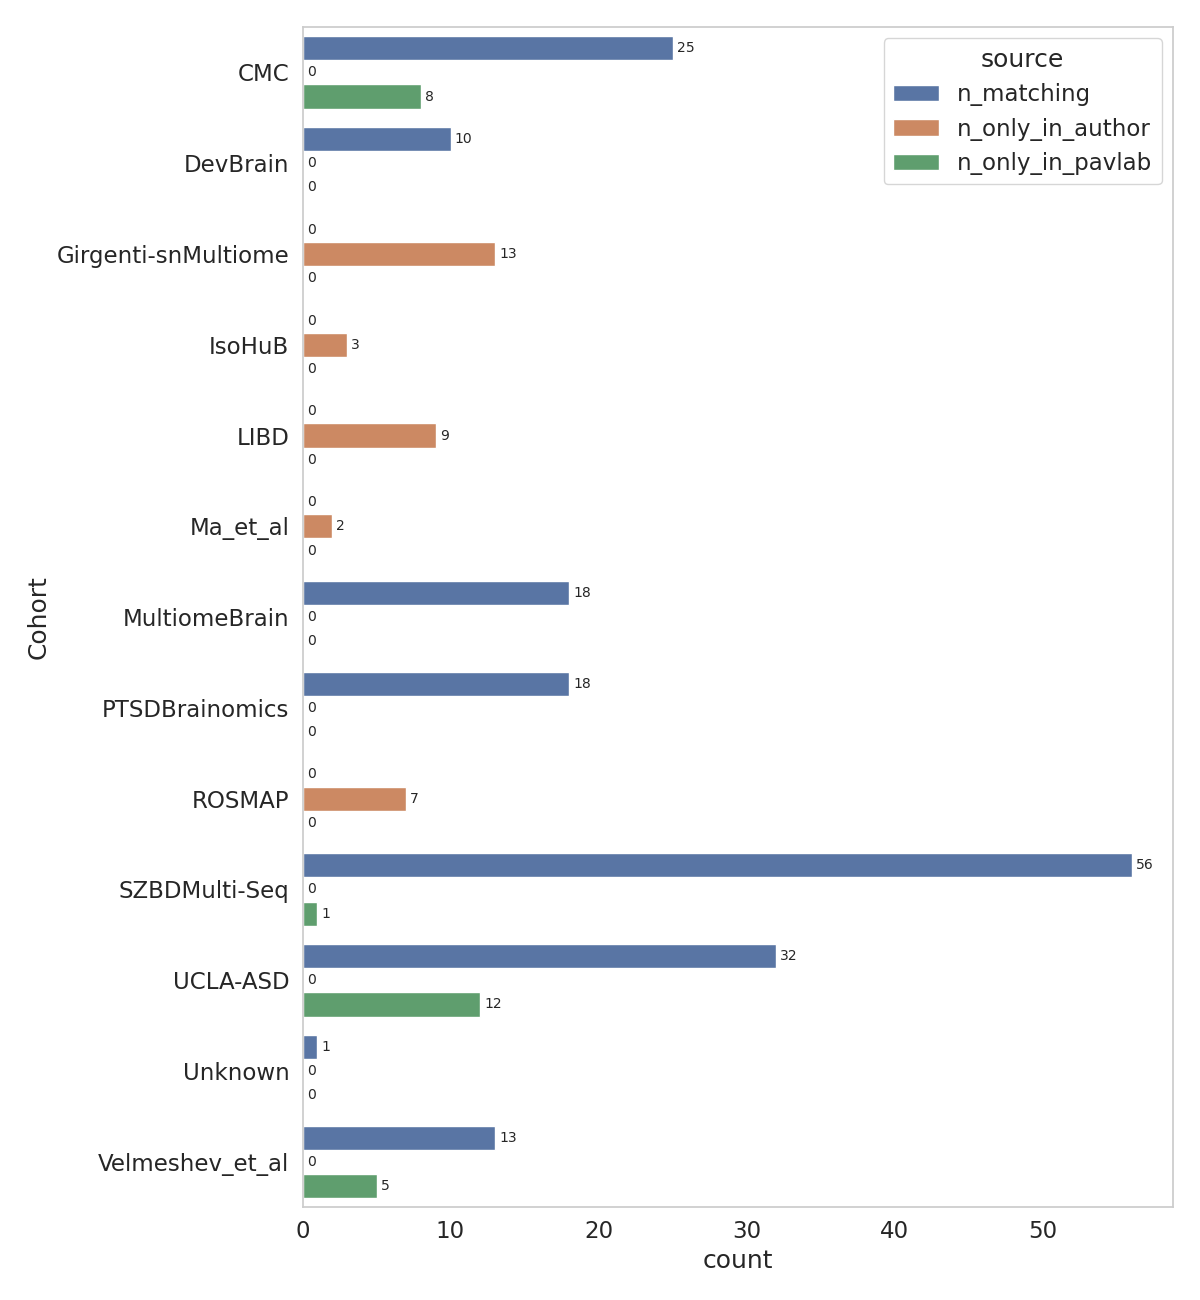 source
n_matching
n_only_in_author
n_only_in_pavlab
Cohort
CMC
25
0
8
DevBrain
10
0
0
Girgenti-snMultiome
0
13
0
IsoHuB
0
3
0
LIBD
0
9
0
Ma_et_al
0
2
0
MultiomeBrain
18
0
0
PTSDBrainomics
18
0
0
ROSMAP
0
7
0
SZBDMulti-Seq
56
0
1
UCLA-ASD
32
0
12
Unknown
1
0
0
Velmeshev_et_al
13
0
5
0 10 20 30 40 50
count